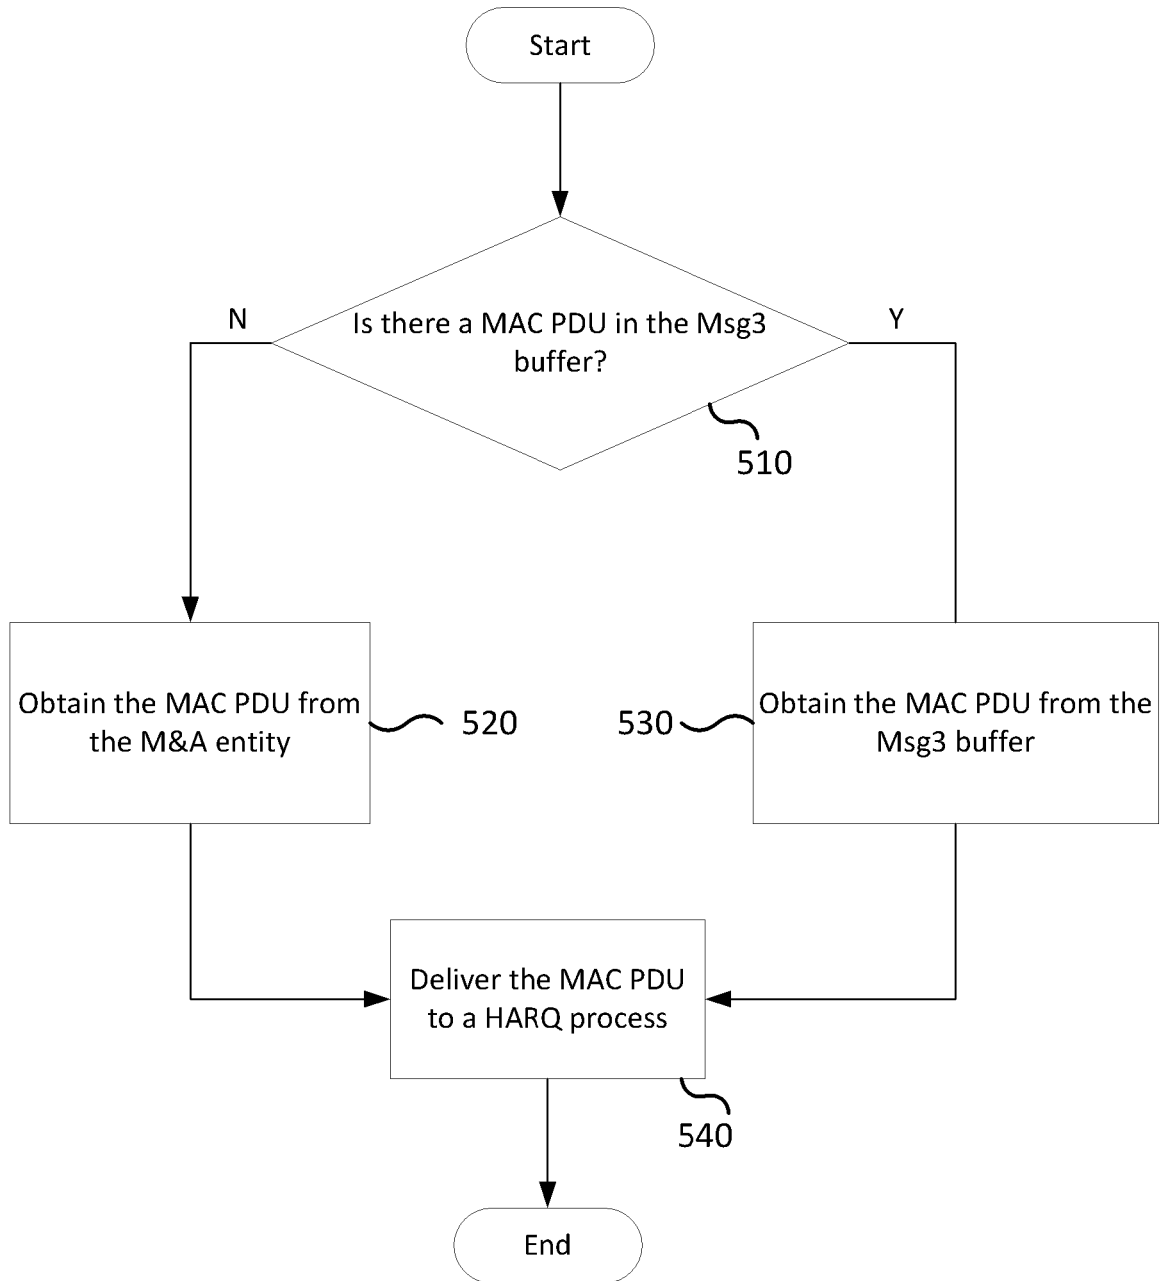 Start
N
Is there a MAC PDU in the Msg3
buffer?
Y
510
Obtain the MAC PDU from
the M&A entity
520
530
Obtain the MAC PDU from the
Msg3 buffer
Deliver the MAC PDU
to a HARQ process
540
End